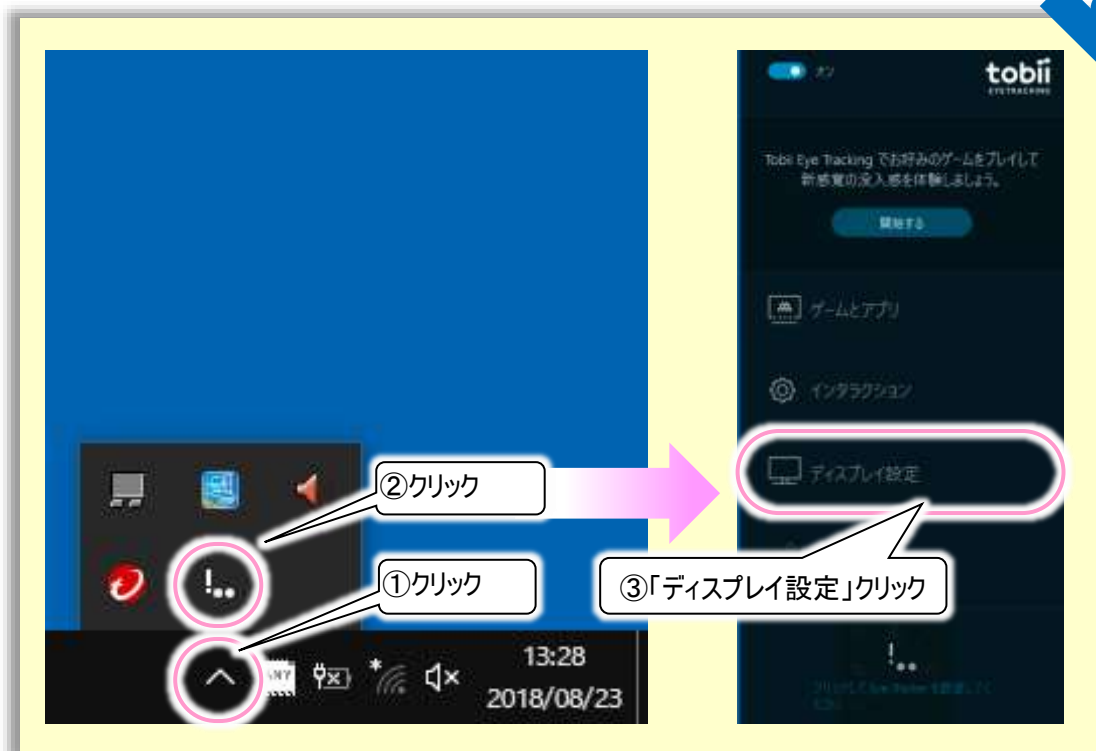 オン
tobii
EYETRACKING
Tobii Eye Tracking でお好みのゲームをプレイして
新感覚の没入感を体験しましょう。
開始する
ゲームとアプリ
インタラクション
ディスプレイ設定
②クリック
①クリック
③「ディスプレイ設定」クリック
13:28
2018/08/23